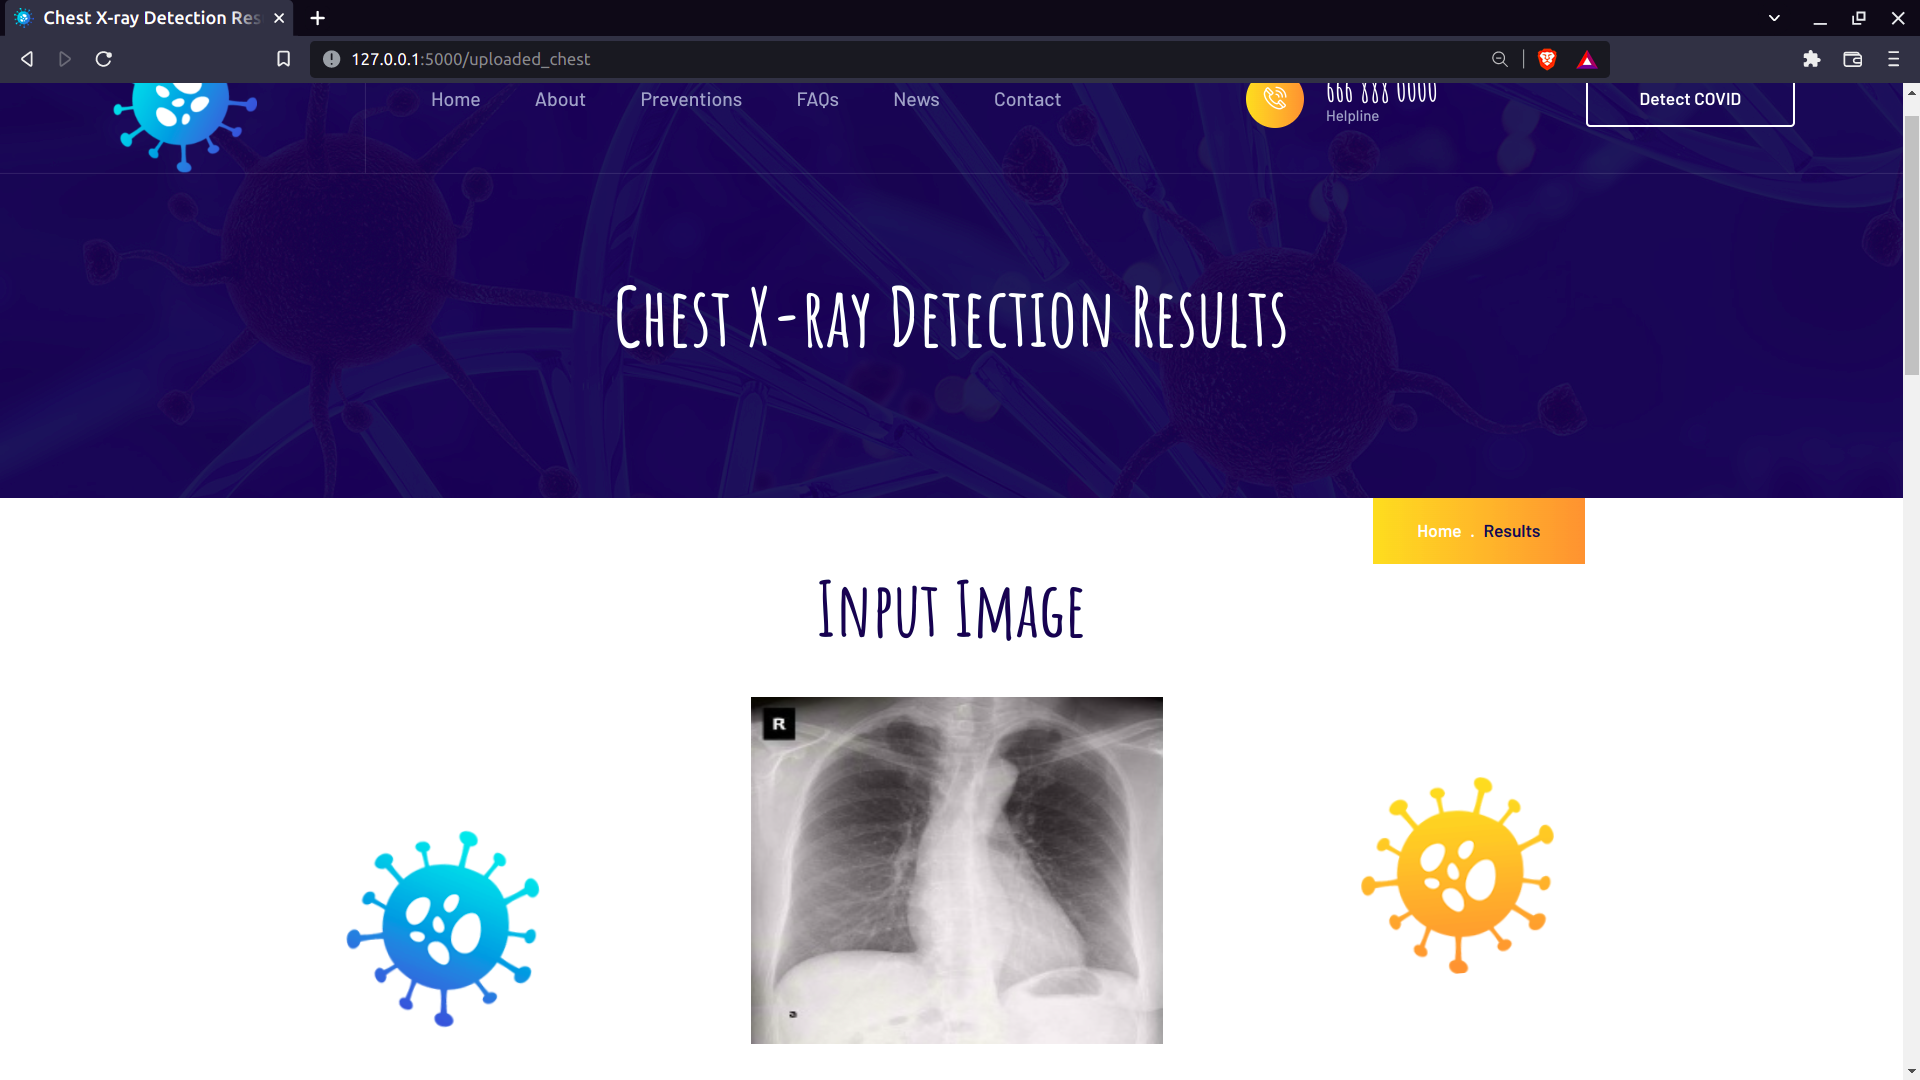 Chest X-ray Detection Res
127.0.0.1:5000/uploaded_chest
Home About Preventions FAQs News Contact
666 888 0000
Helpline
Detect COVID
Chest X-ray Detection Results
Home . Results
Input Image
R